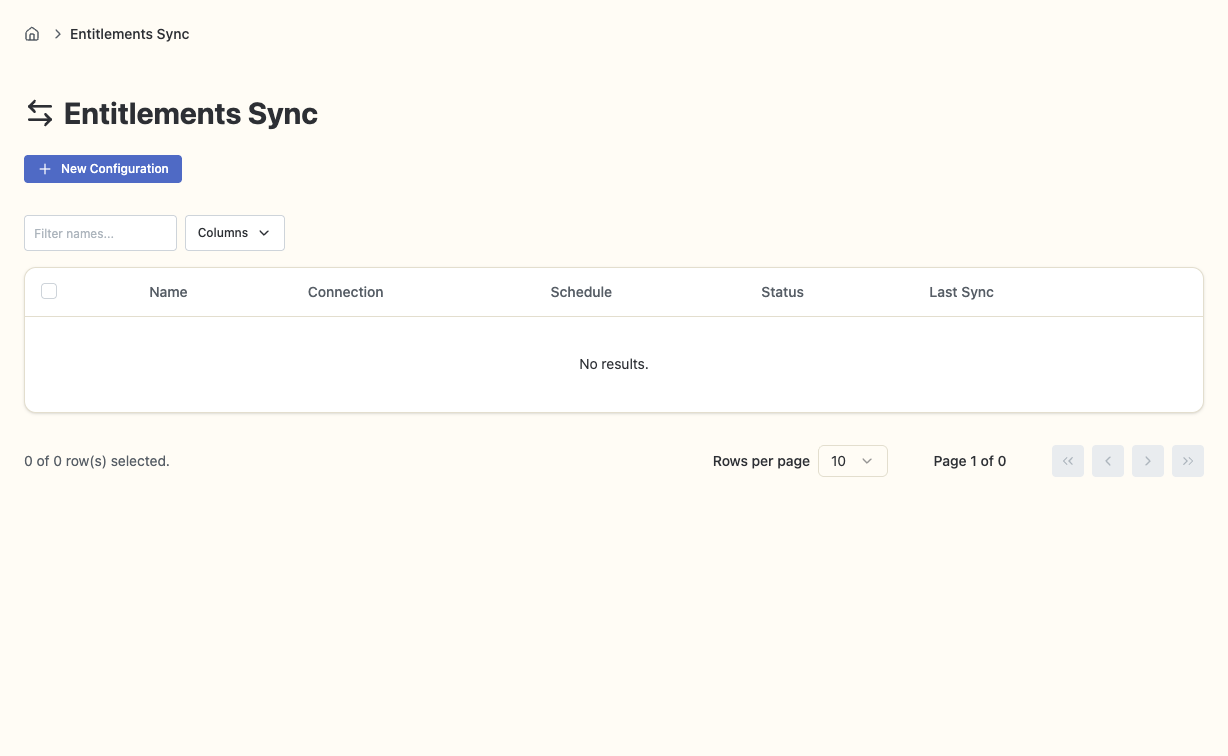 Entitlements Sync
Entitlements Sync
New Configuration
Filter names...
Columns
Name Connection Schedule Status Last Sync
No results.
0 of 0 row(s) selected.
Rows per page 10 Page 1 of 0